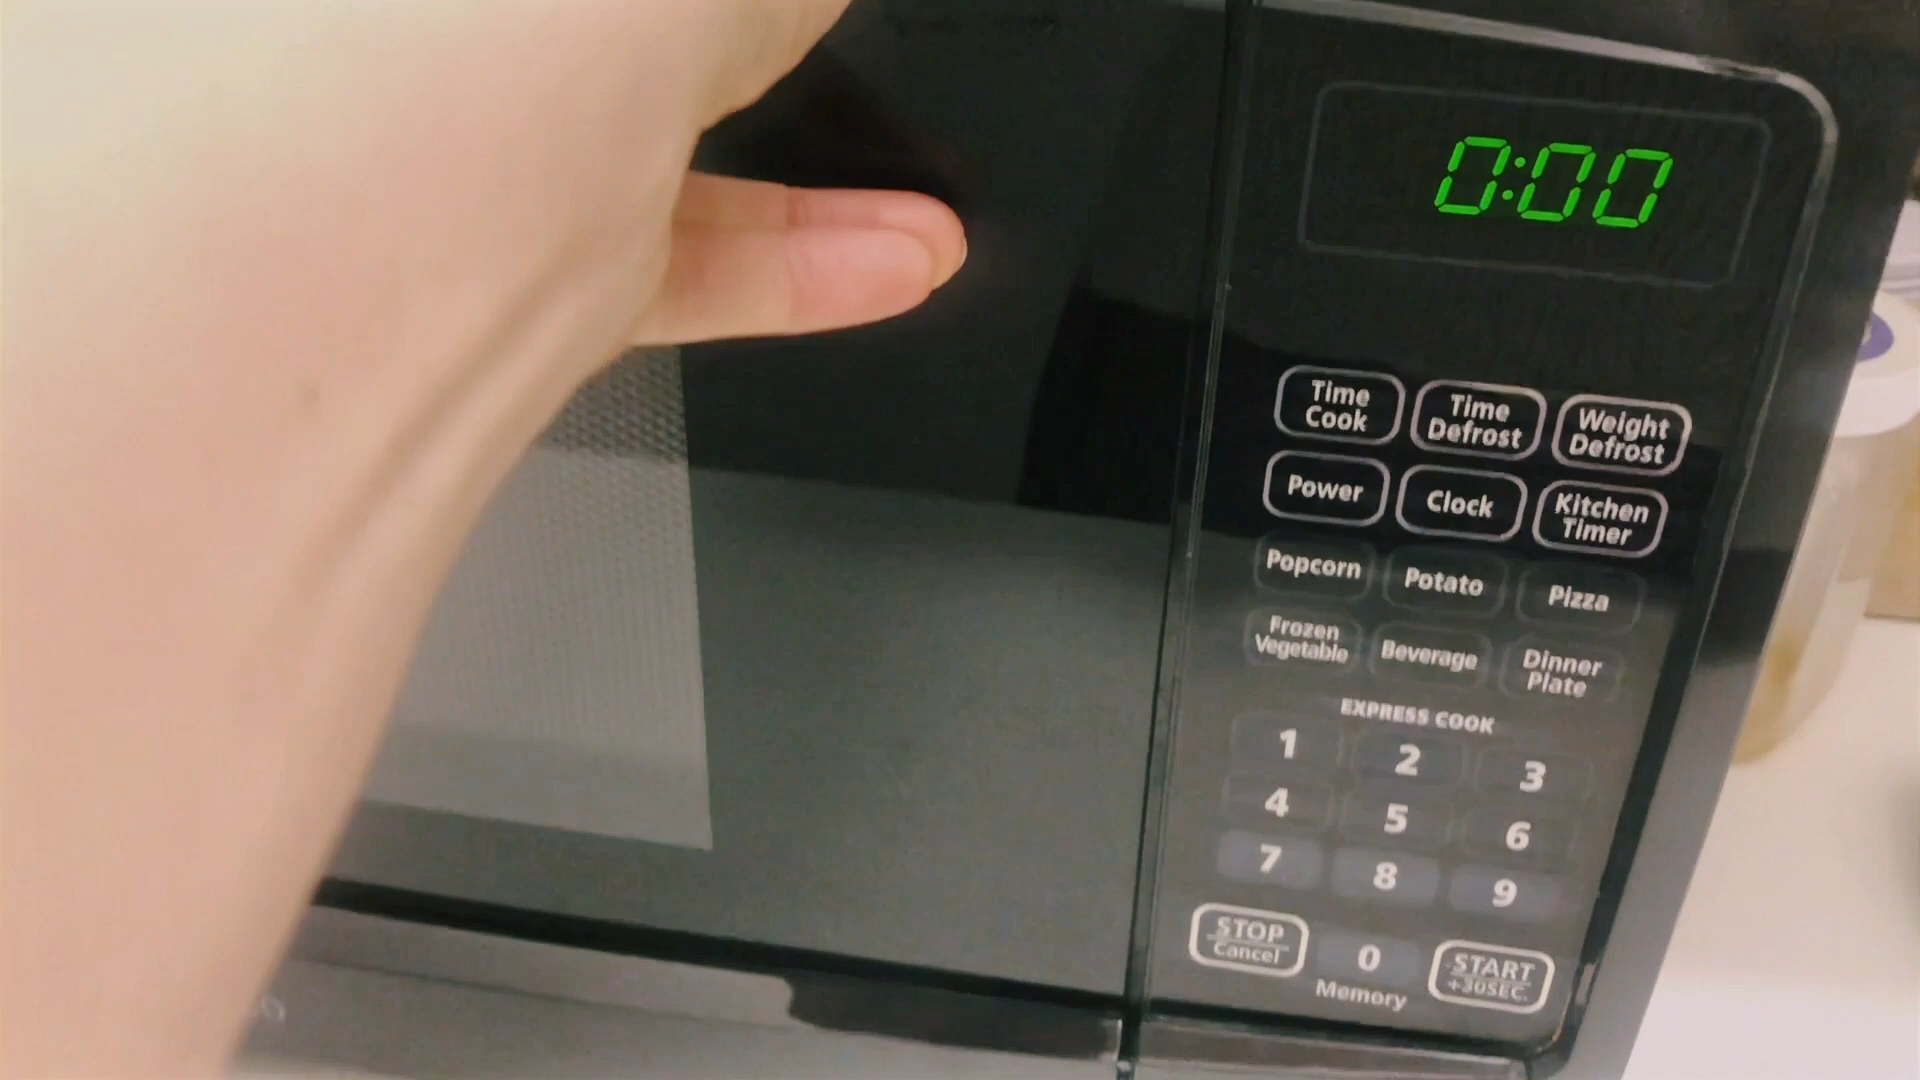 0:00
Time Cook
Time Defrost
Weight Defrost
Power
Clock
Kitchen Timer
Popcorn
Potato
Pizza
Frozen Vegetable
Beverage
Dinner Plate
EXPRESS COOK
1
2
3
4
5
6
7
8
9
STOP
Cancel
0
Memory
START
+30SEC.